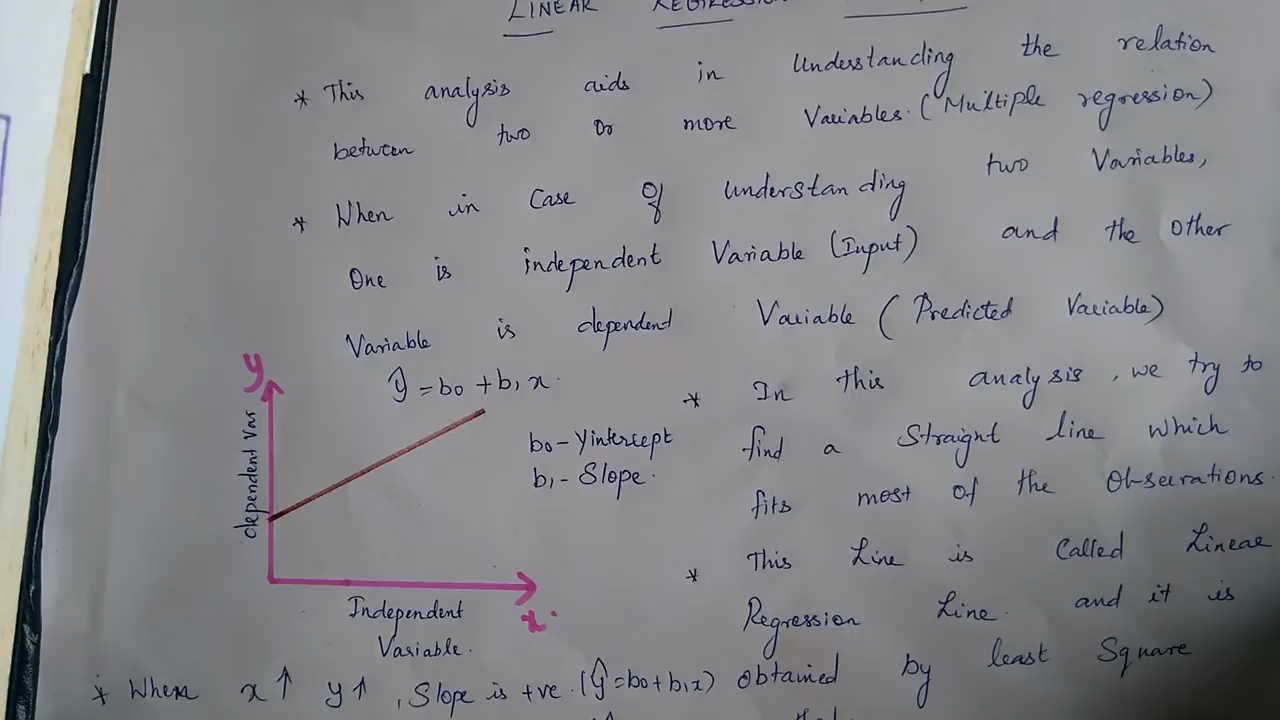 LINEAR REGRESSION
* This analysis aids in Understanding the relation
between two or more Variables. (Multiple regression)
* When in Case of understanding two Variables,
One is independent Variable (Input) and the other
Variable is dependent Variable (Predicted Variable)
ŷ = b0 + b1 x.
y
dependent Var
b0 - Yintercept
b1 - Slope.
Independent
Variable.
x
* In this analysis, we try to
find a Straight line which
fits most of the Observations.
* This Line is Called Linear
Regression Line. and it is
obtained by least Square
* When x ↑ y ↑, Slope is +ve. (ŷ = b0 + b1x)